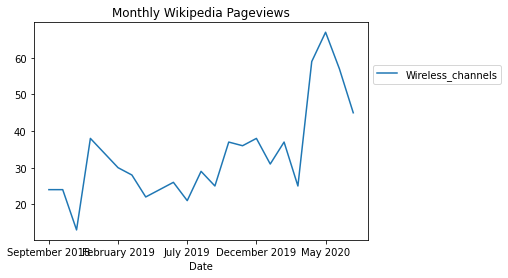 Monthly Wikipedia Pageviews
60
50
40
30
20
Wireless_channels
September 2018 February 2019 July 2019 December 2019 May 2020
Date